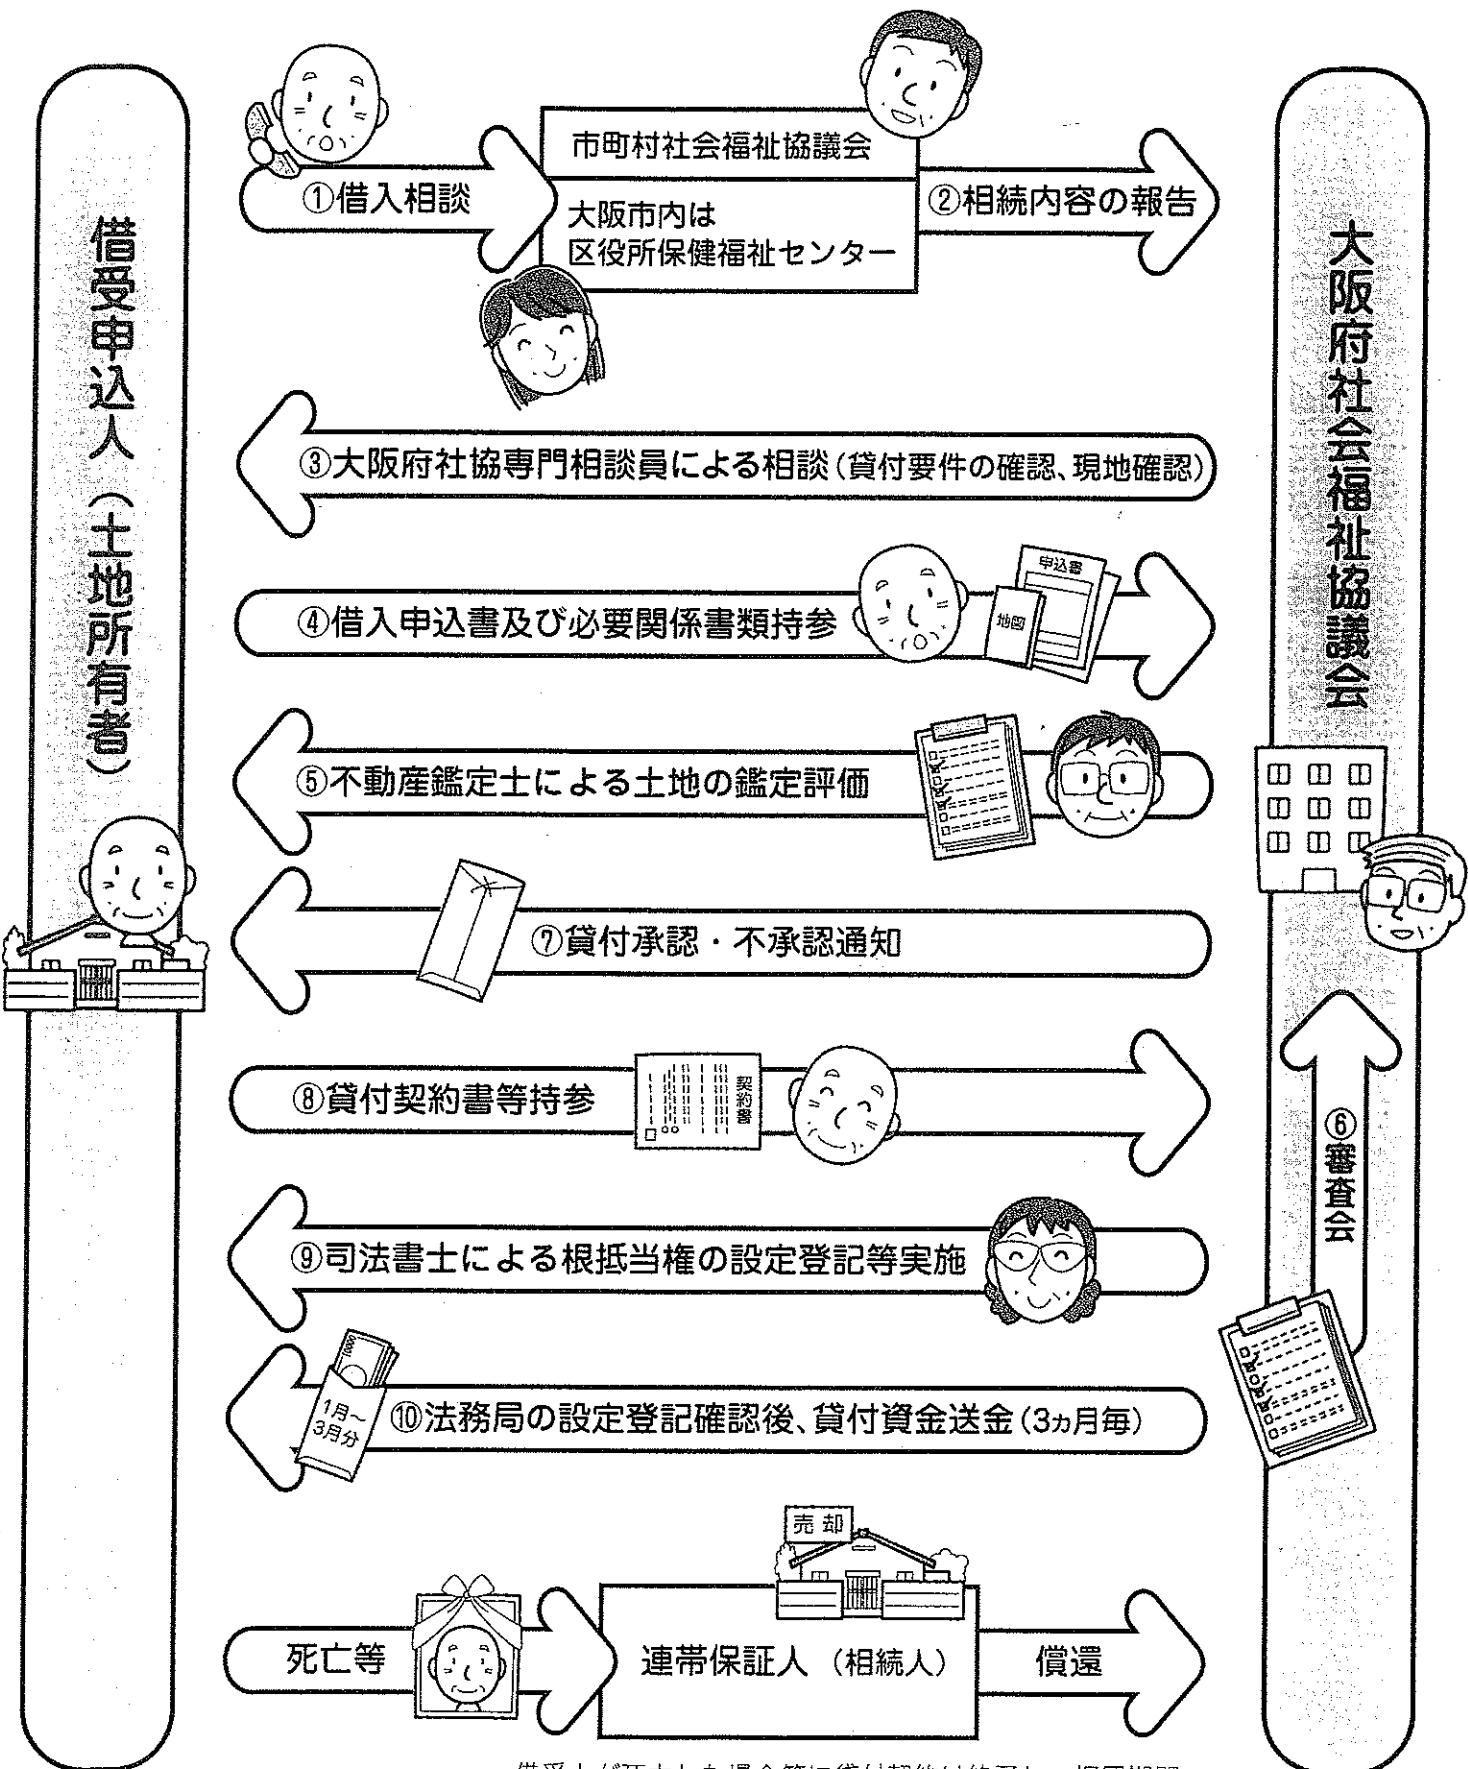 借受申込人（土地所有者）
大阪府社会福祉協議会
①借入相談
市町村社会福祉協議会
大阪市内は
区役所保健福祉センター
②相続内容の報告
③大阪府社協専門相談員による相談（貸付要件の確認、現地確認）
④借入申込書及び必要関係書類持参
地図
申込書
⑤不動産鑑定士による土地の鑑定評価
⑥審査会
⑦貸付承認・不承認通知
⑧貸付契約書等持参
契約書
⑨司法書士による根抵当権の設定登記等実施
1月～
3月分
⑩法務局の設定登記確認後、貸付資金送金（3ヵ月毎）
死亡等
売却
連帯保証人（相続人）
償還